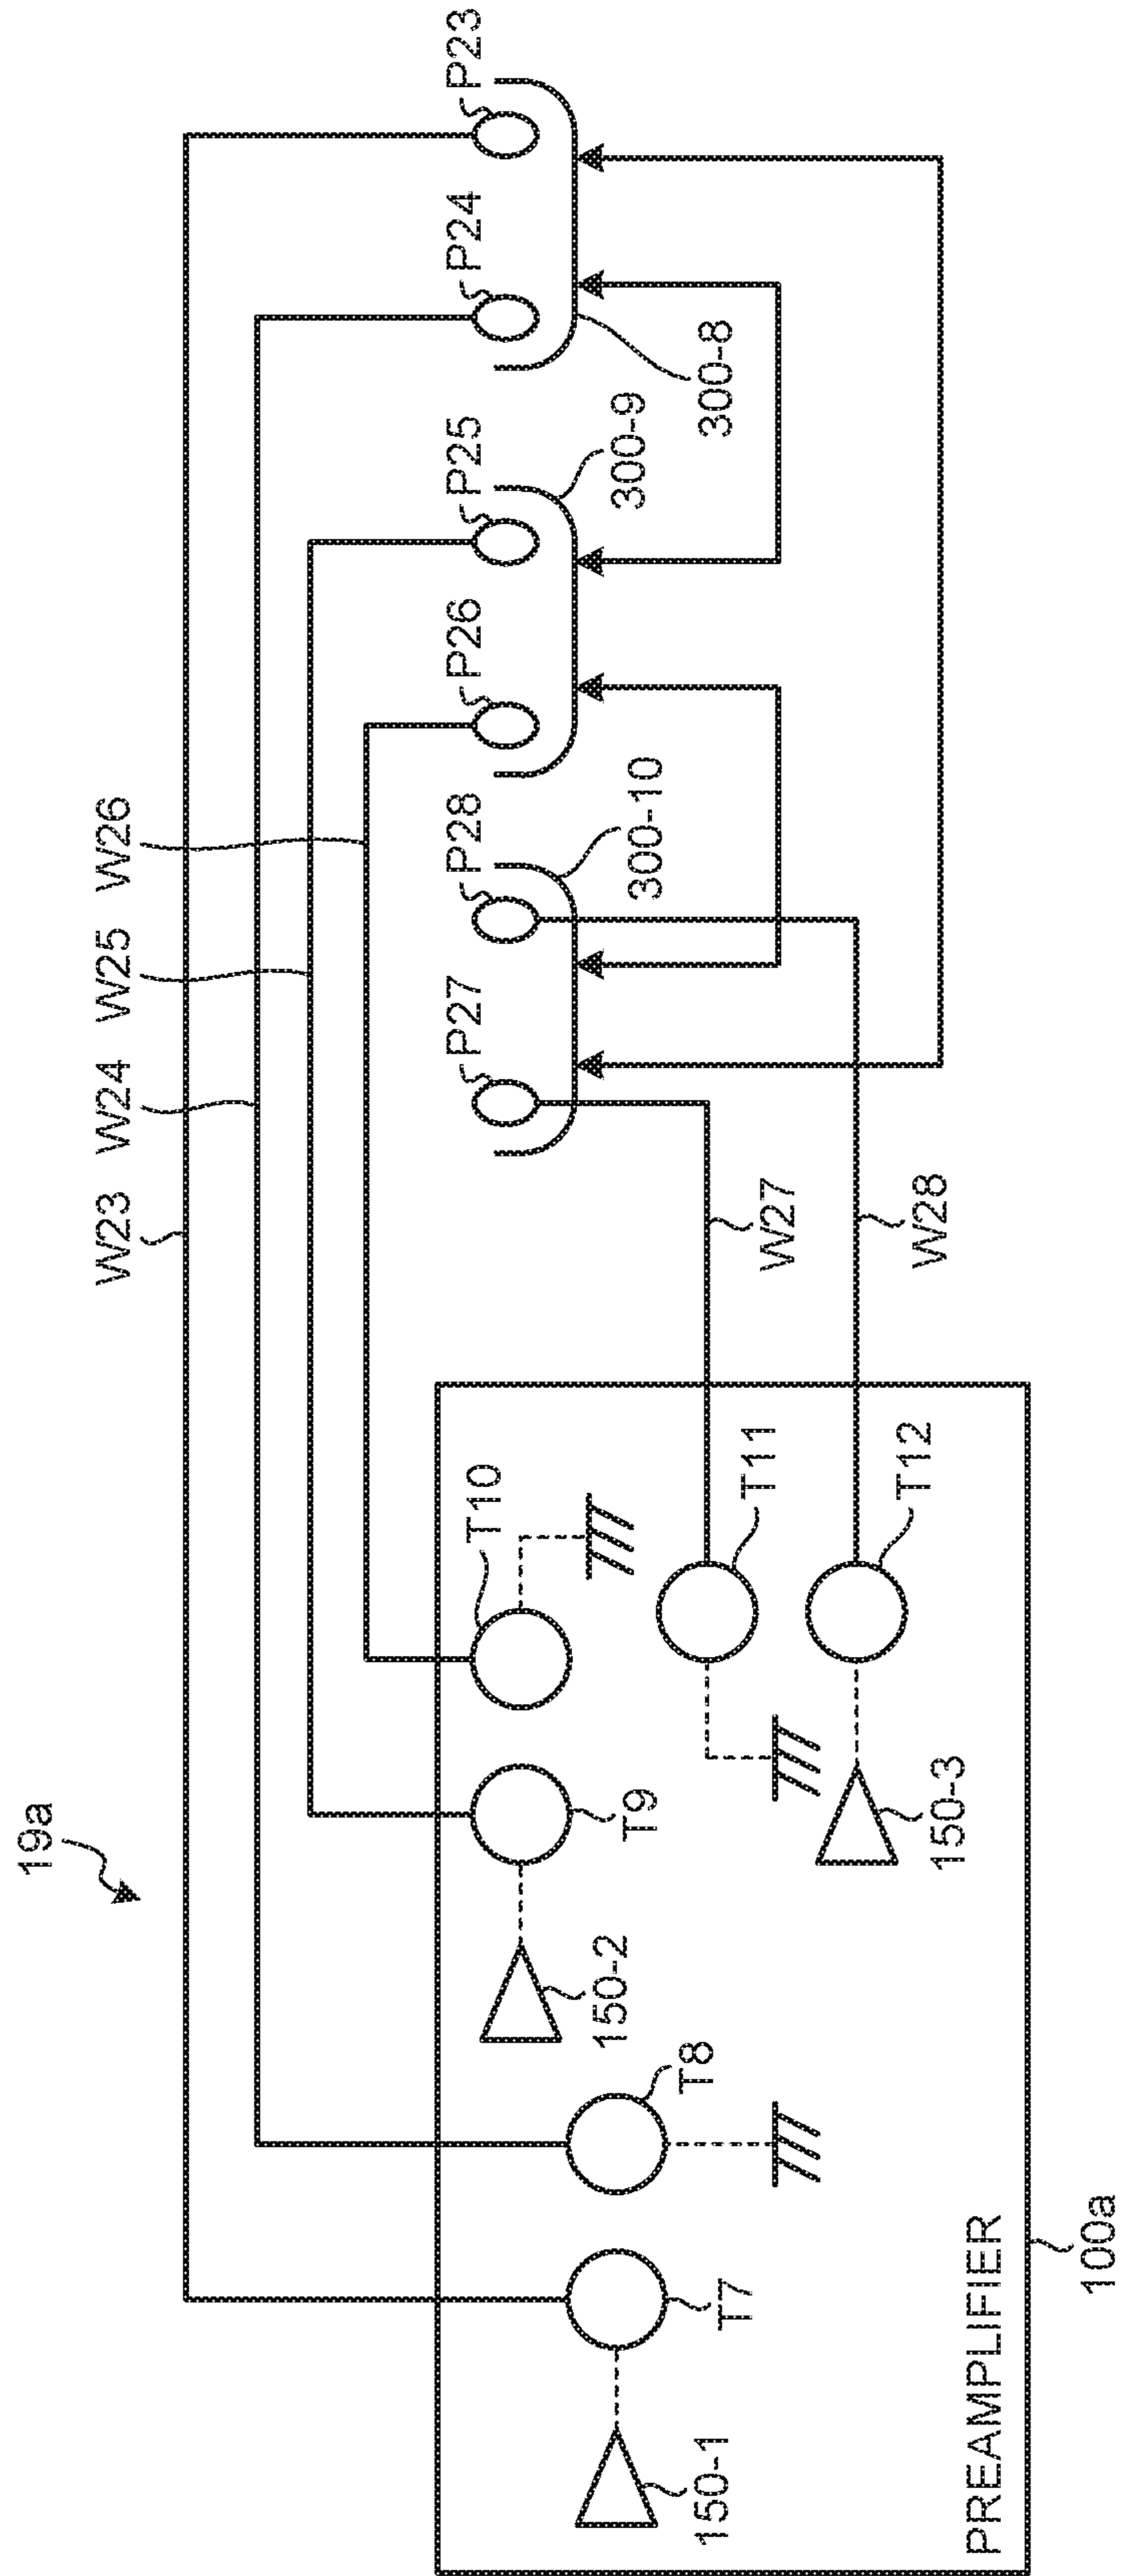 19a
W23
W24
W25
W26
P27
P28
P26
P25
P24
P23
300-10
300-9
300-8
W27
W28
T10
T9
150-2
T8
T7
150-1
T11
T12
150-3
PREAMPLIFIER
100a